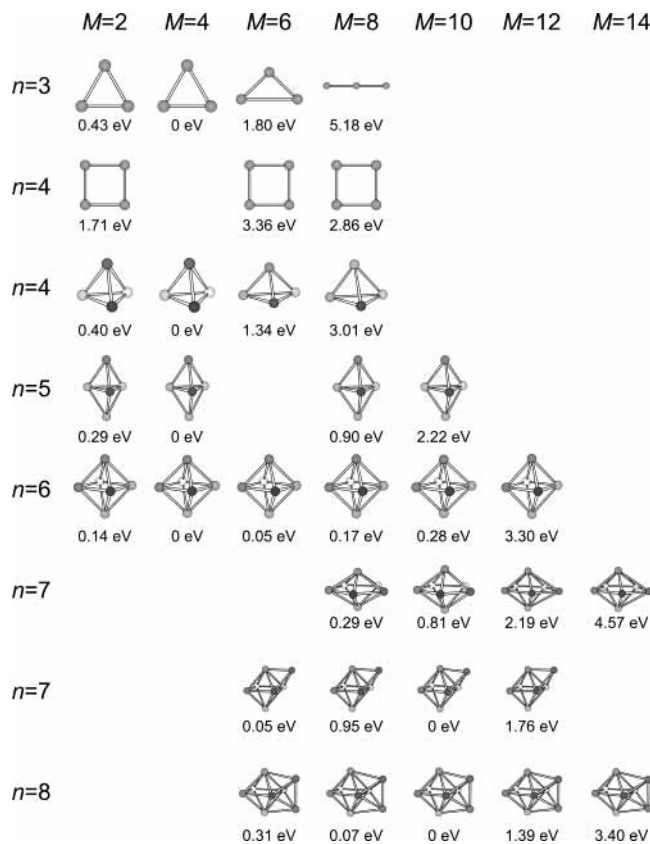 M=2 M=4 M=6 M=8 M=10 M=12 M=14
n=3
0.43 eV 0 eV 1.80 eV 5.18 eV
n=4
1.71 eV 3.36 eV 2.86 eV
n=4
0.40 eV 0 eV 1.34 eV 3.01 eV
n=5
0.29 eV 0 eV 0.90 eV 2.22 eV
n=6
0.14 eV 0 eV 0.05 eV 0.17 eV 0.28 eV 3.30 eV
n=7
0.29 eV 0.81 eV 2.19 eV 4.57 eV
n=7
0.05 eV 0.95 eV 0 eV 1.76 eV
n=8
0.31 eV 0.07 eV 0 eV 1.39 eV 3.40 eV